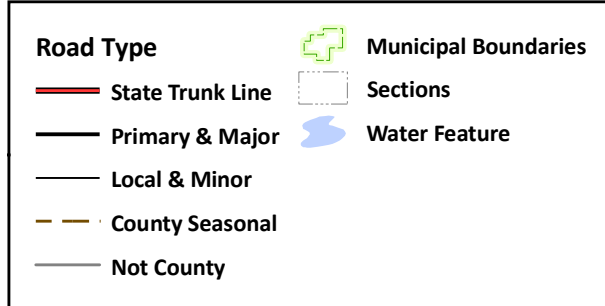 Road Type
State Trunk Line
Primary & Major
Local & Minor
County Seasonal
Not County
Municipal Boundaries
Sections
Water Feature